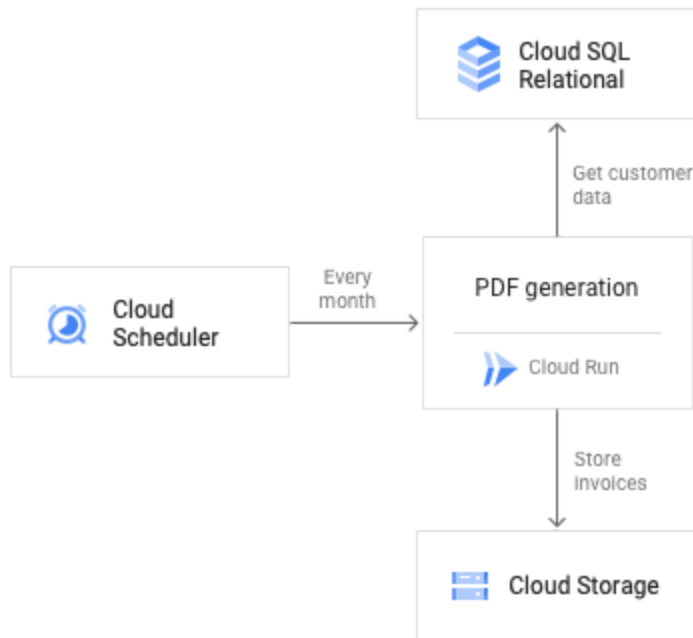 Cloud SQL
Relational
Get customer
data
Every
month
Cloud
Scheduler
PDF generation
Cloud Run
Store
invoices
Cloud Storage